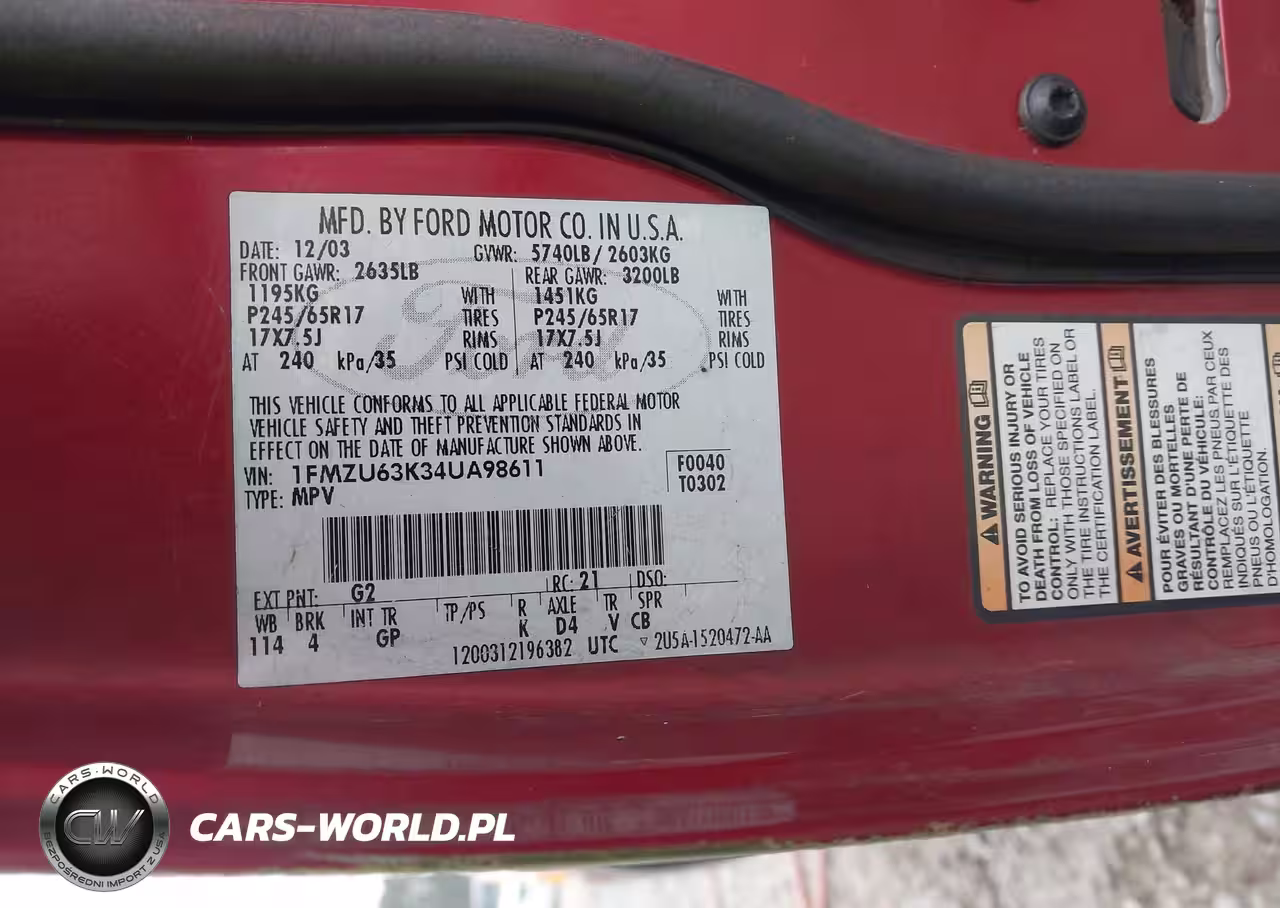 MFD. BY FORD MOTOR CO. IN U.S.A.
DATE: 12/03 GVWR: 5740LB / 2603KG
FRONT GAWR: 2635LB REAR GAWR: 3200LB
1195KG WITH 1451KG WITH
P245/65R17 TIRES P245/65R17 TIRES
17X7.5J RIMS 17X7.5J RIMS
AT 240 kPa/35 PSI COLD AT 240 kPa/35 PSI COLD
Ford
THIS VEHICLE CONFORMS TO ALL APPLICABLE FEDERAL MOTOR
VEHICLE SAFETY AND THEFT PREVENTION STANDARDS IN
EFFECT ON THE DATE OF MANUFACTURE SHOWN ABOVE.
VIN: 1FMZU63K34UA98611 F0040
TYPE: MPV T0302
EXT PNT: G2 RC: 21 DSO:
WB BRK INT TR TP/PS R AXLE TR SPR
114 4 GP K D4 V CB
1200312196382 UTC ▿ 2U5A-1520472-AA
WARNING
TO AVOID SERIOUS INJURY OR
DEATH FROM LOSS OF VEHICLE
CONTROL: REPLACE YOUR TIRES
ONLY WITH THOSE SPECIFIED ON
THE TIRE INSTRUCTIONS LABEL OR
THE CERTIFICATION LABEL.
AVERTISSEMENT
POUR ÉVITER DES BLESSURES
GRAVES OU MORTELLES
RÉSULTANT D'UNE PERTE DE
CONTRÔLE DU VÉHICULE:
REMPLACEZ LES PNEUS PAR CEUX
INDIQUÉS SUR L'ÉTIQUETTE DES
PNEUS OU L'ÉTIQUETTE
D'HOMOLOGATION.
CARS-WORLD
CW
BEZPOŚREDNI IMPORT Z USA
CARS-WORLD.PL